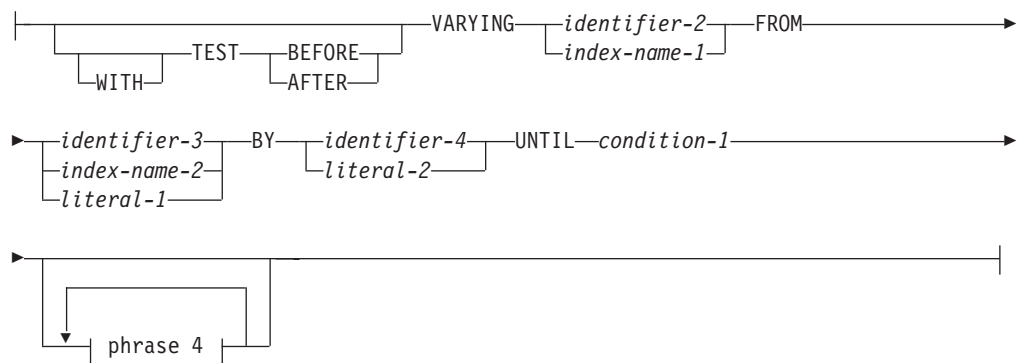 VARYING identifier-2 FROM
TEST BEFORE index-name-1
WITH AFTER
identifier-3 BY identifier-4 UNTIL condition-1
index-name-2 literal-2
literal-1
phrase 4